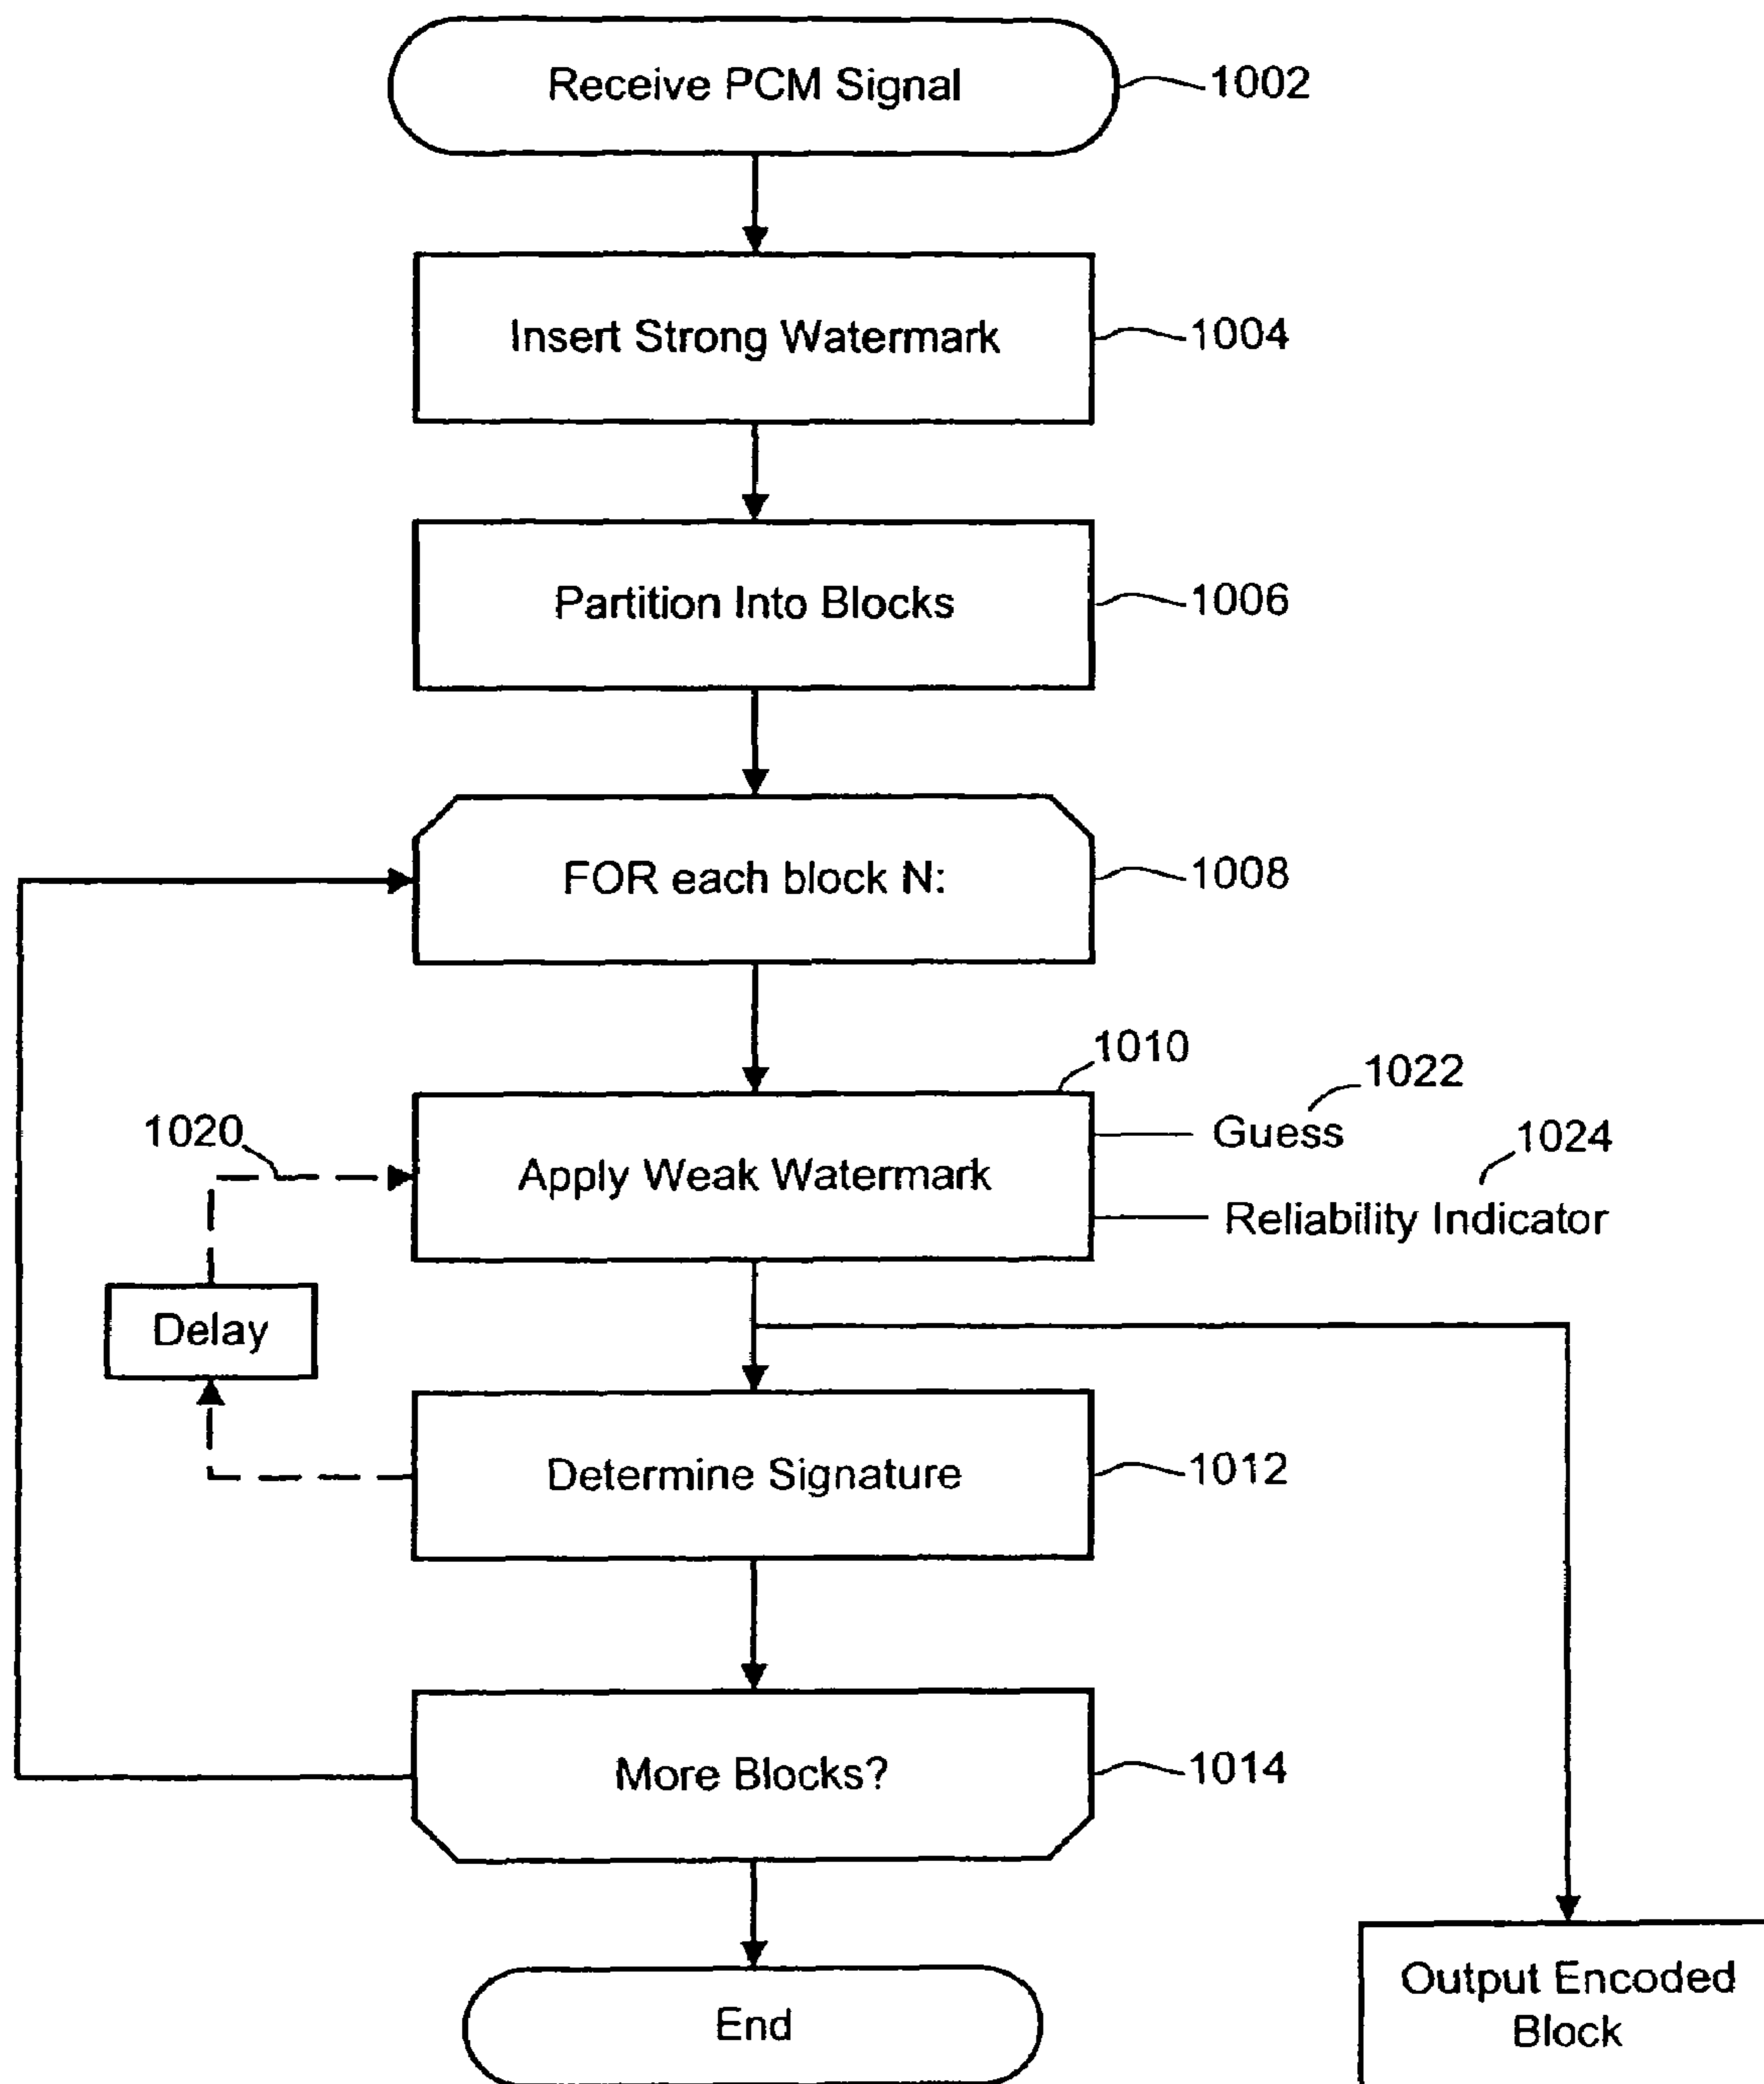 Receive PCM Signal
1002
Insert Strong Watermark
1004
Partition Into Blocks
1006
FOR each block N:
1008
1010
1022
Guess
1020
1024
Apply Weak Watermark
Reliability Indicator
Delay
Determine Signature
1012
More Blocks?
1014
End
Output Encoded
Block